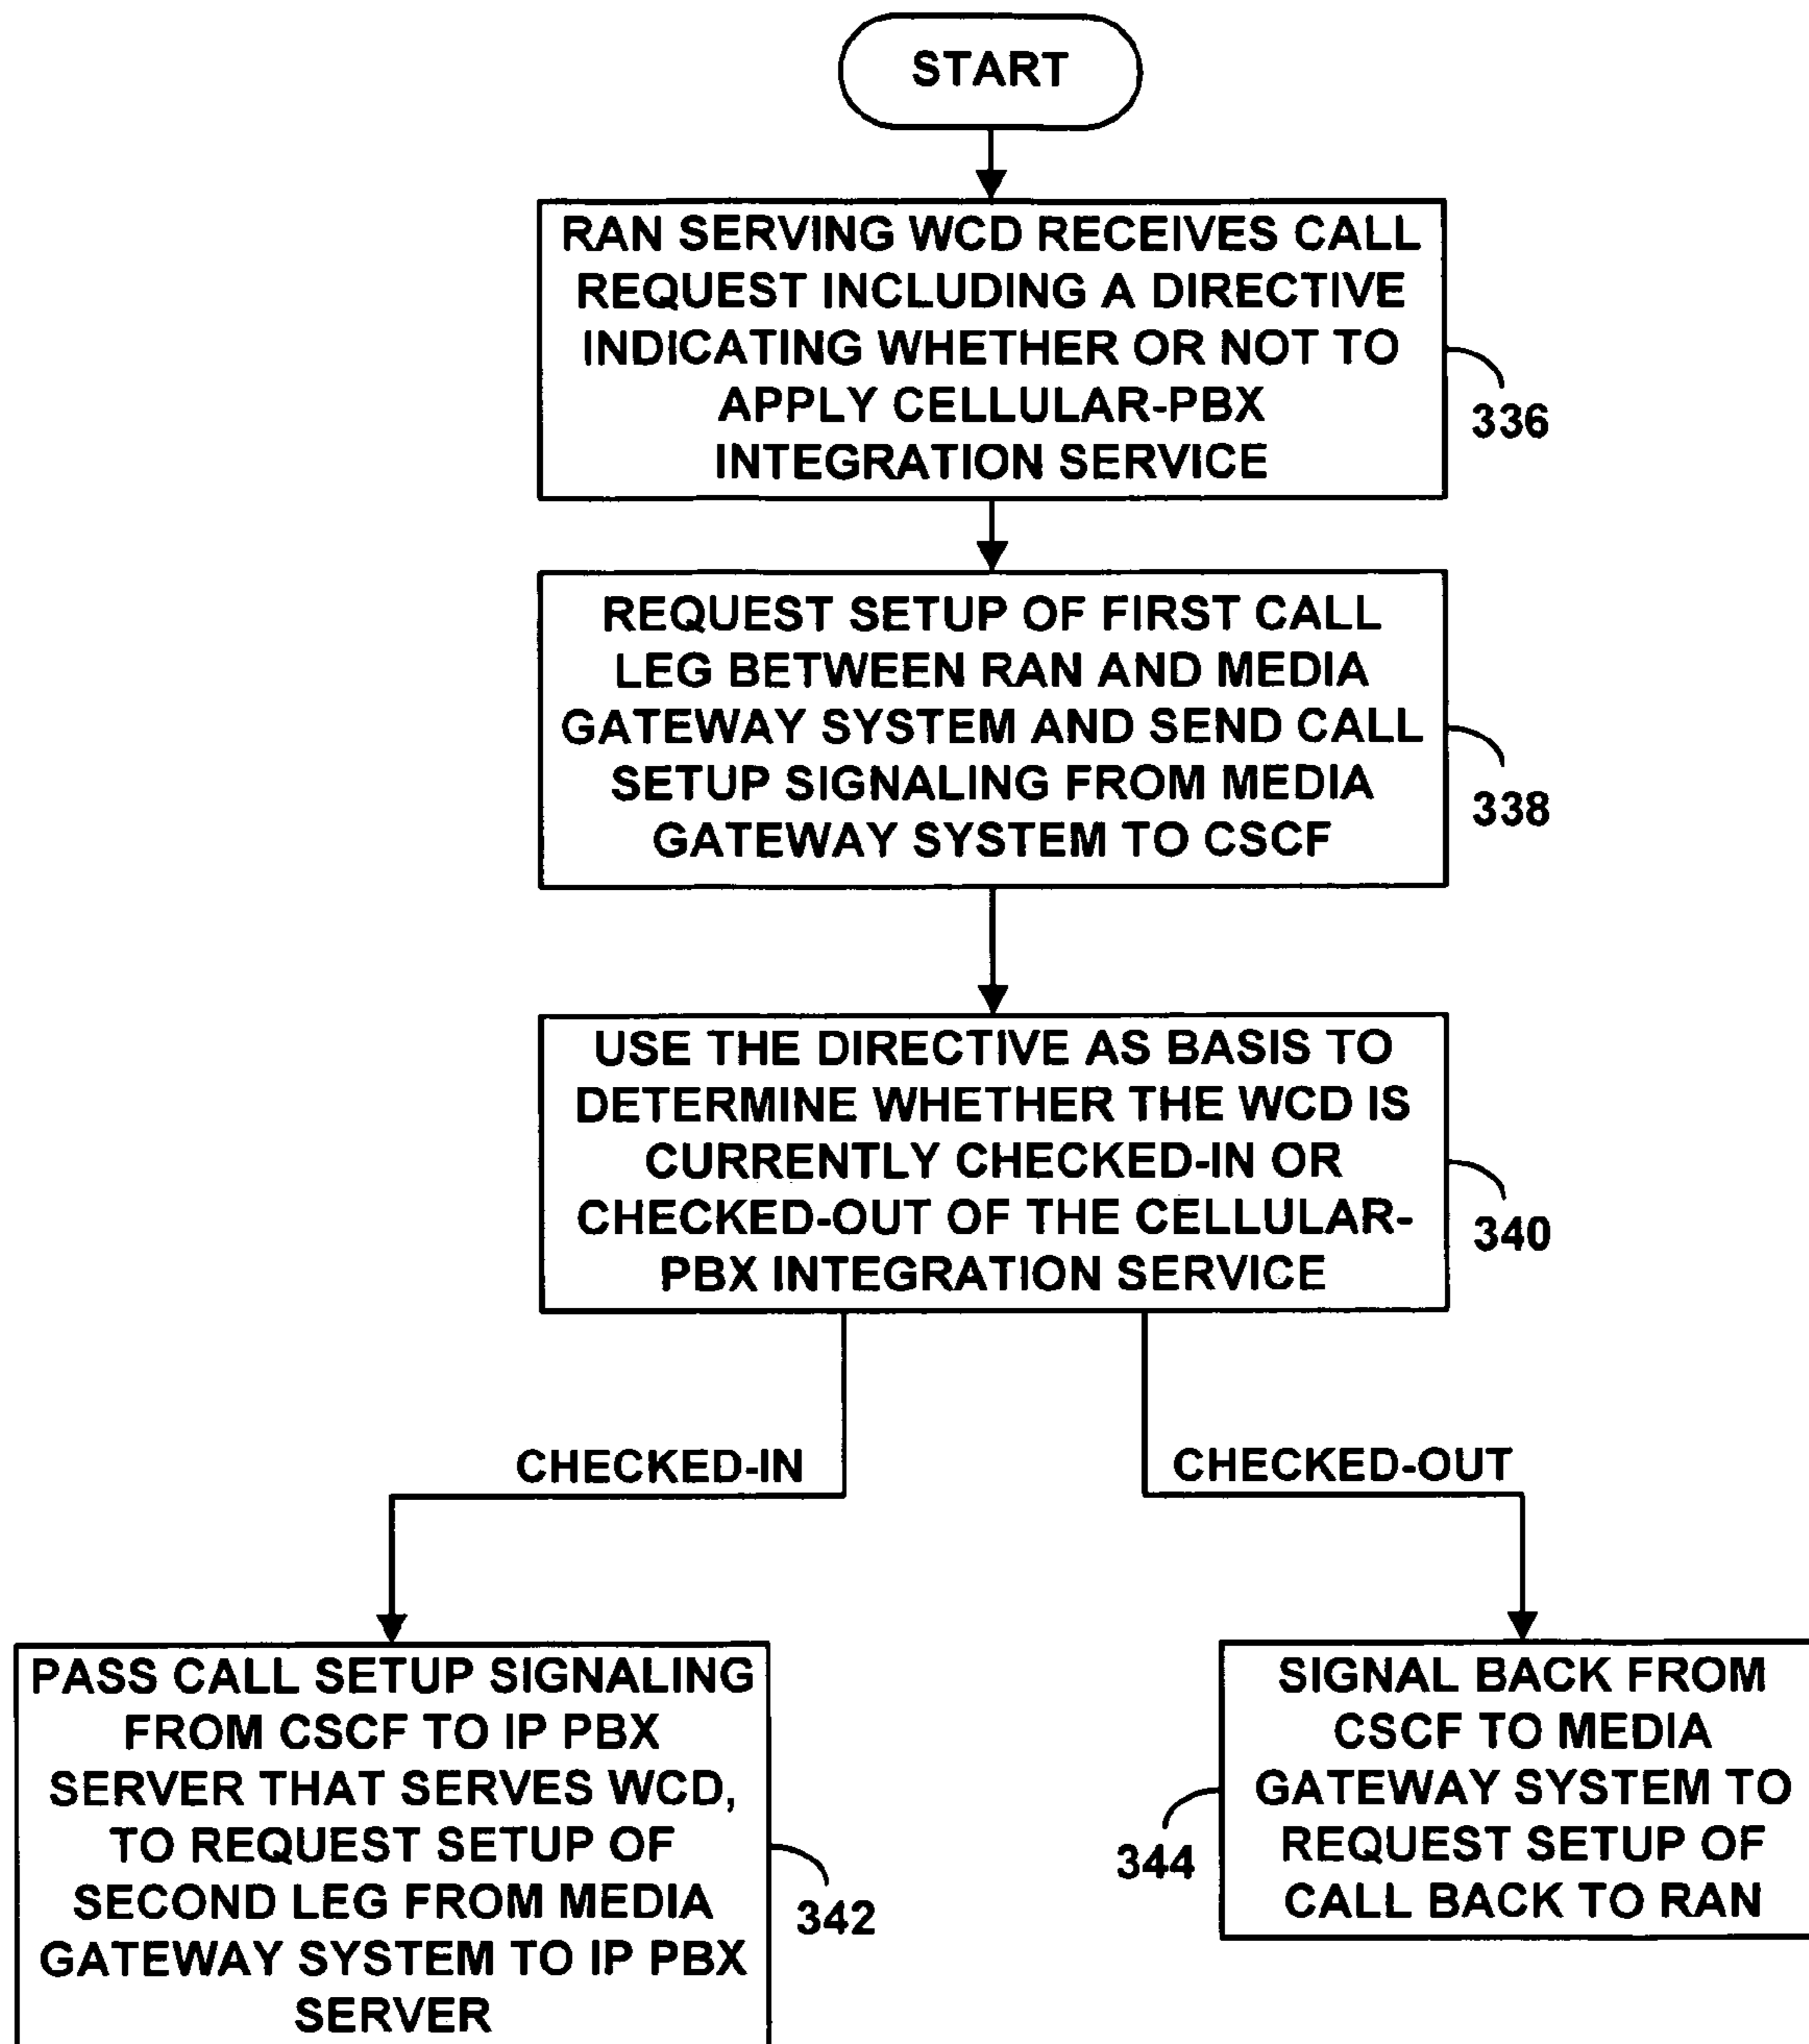 START
RAN SERVING WCD RECEIVES CALL
REQUEST INCLUDING A DIRECTIVE
INDICATING WHETHER OR NOT TO
APPLY CELLULAR-PBX
INTEGRATION SERVICE
336
REQUEST SETUP OF FIRST CALL
LEG BETWEEN RAN AND MEDIA
GATEWAY SYSTEM AND SEND CALL
SETUP SIGNALING FROM MEDIA
GATEWAY SYSTEM TO CSCF
338
USE THE DIRECTIVE AS BASIS TO
DETERMINE WHETHER THE WCD IS
CURRENTLY CHECKED-IN OR
CHECKED-OUT OF THE CELLULAR-
PBX INTEGRATION SERVICE
340
CHECKED-IN
CHECKED-OUT
PASS CALL SETUP SIGNALING
FROM CSCF TO IP PBX
SERVER THAT SERVES WCD,
TO REQUEST SETUP OF
SECOND LEG FROM MEDIA
GATEWAY SYSTEM TO IP PBX
SERVER
342
SIGNAL BACK FROM
CSCF TO MEDIA
GATEWAY SYSTEM TO
REQUEST SETUP OF
CALL BACK TO RAN
344